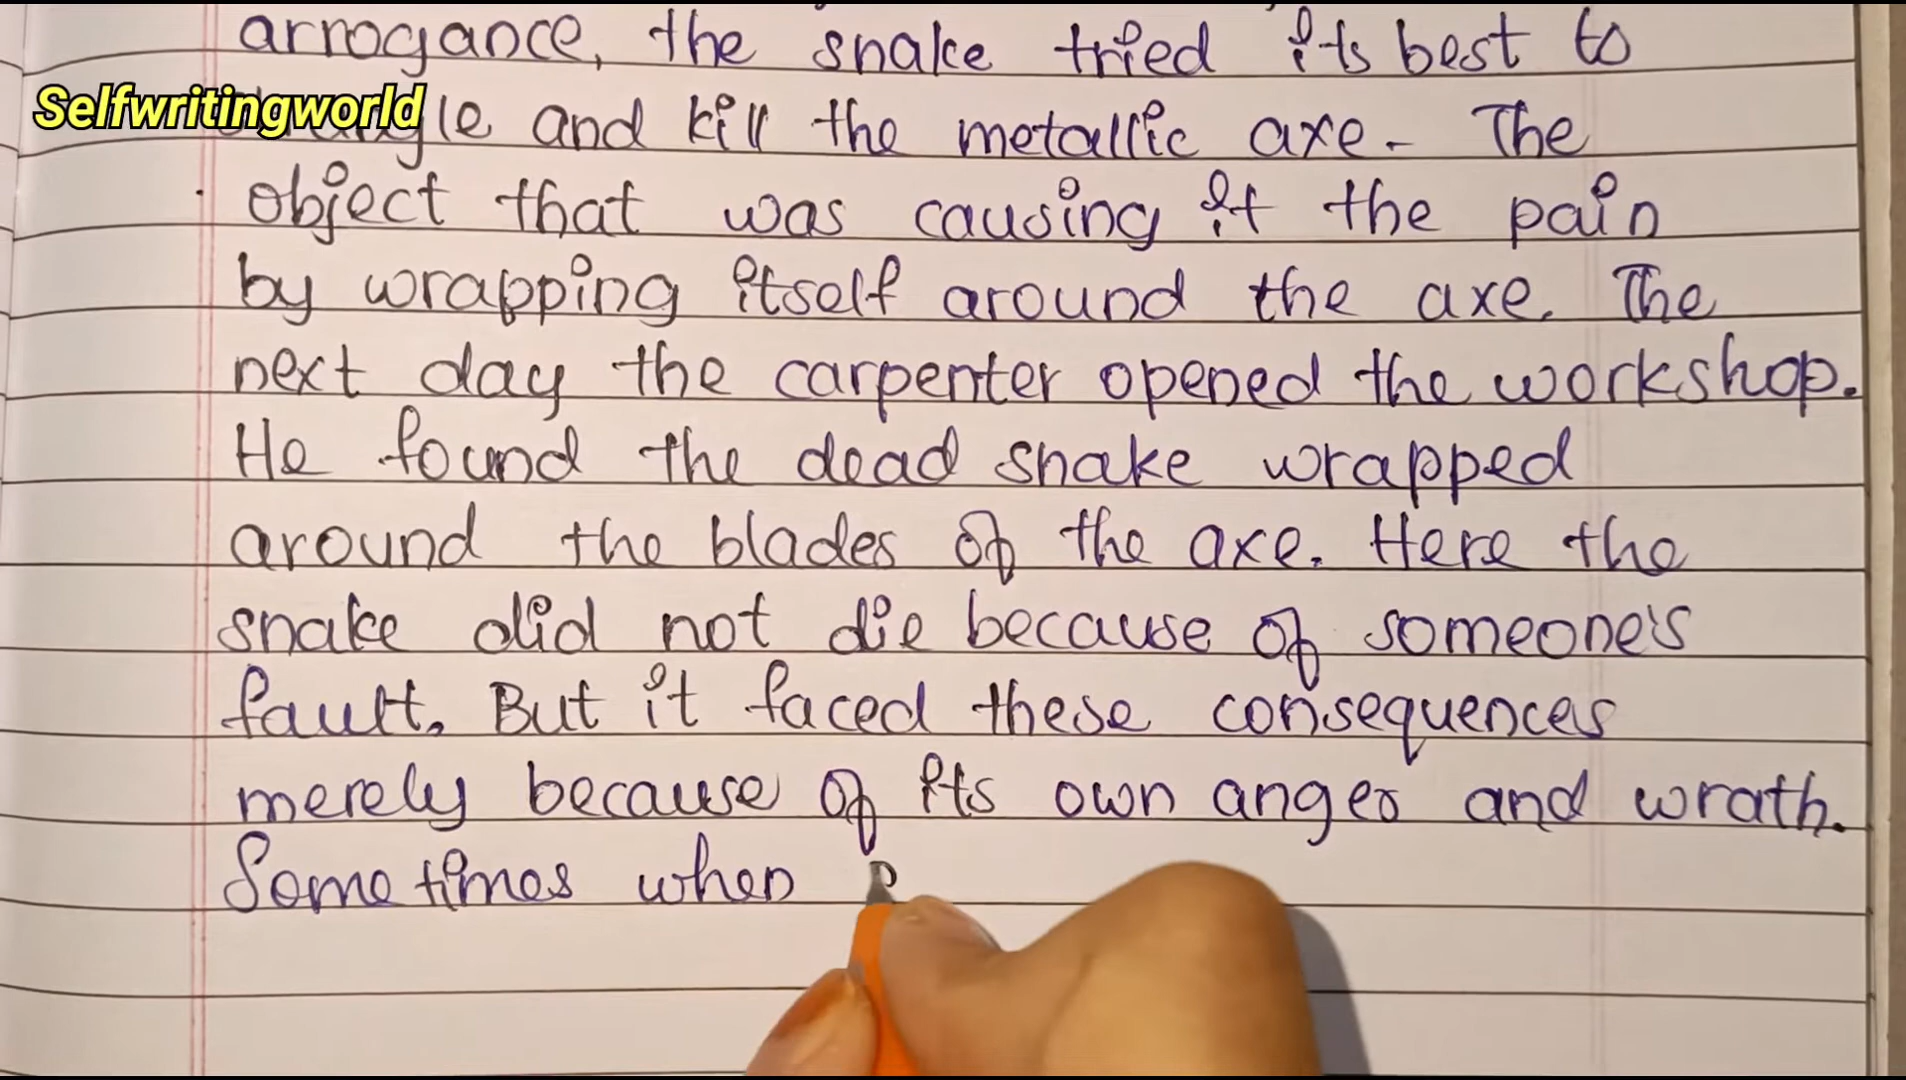 arrogance, the snake tried its best to
Selfwritingworld
and kill the metallic axe. The
object that was causing it the pain
by wrapping itself around the axe. The
next day the carpenter opened the workshop.
He found the dead snake wrapped
around the blades of the axe. Here the
snake did not die because of someone's
fault. But it faced these consequences
merely because of its own anger and wrath.
Sometimes when